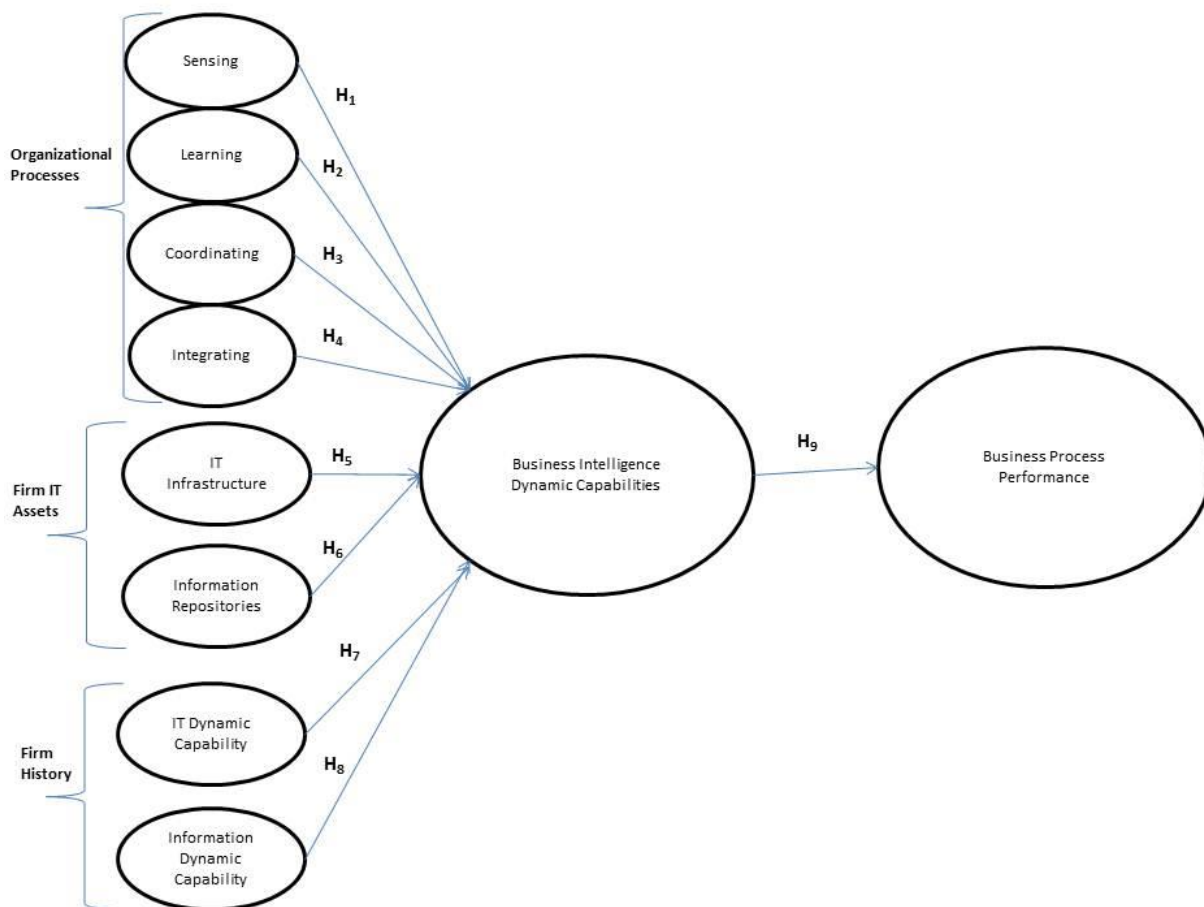 Sensing
H1
Learning
H2
Organizational
Processes
Coordinating
H3
Integrating
H4
IT
Infrastructure
H5
Firm IT
Assets
Information
Repositories
H6
Business Intelligence
Dynamic Capabilities
H9
Business Process
Performance
IT Dynamic
Capability
H7
Firm
History
Information
Dynamic
Capability
H8